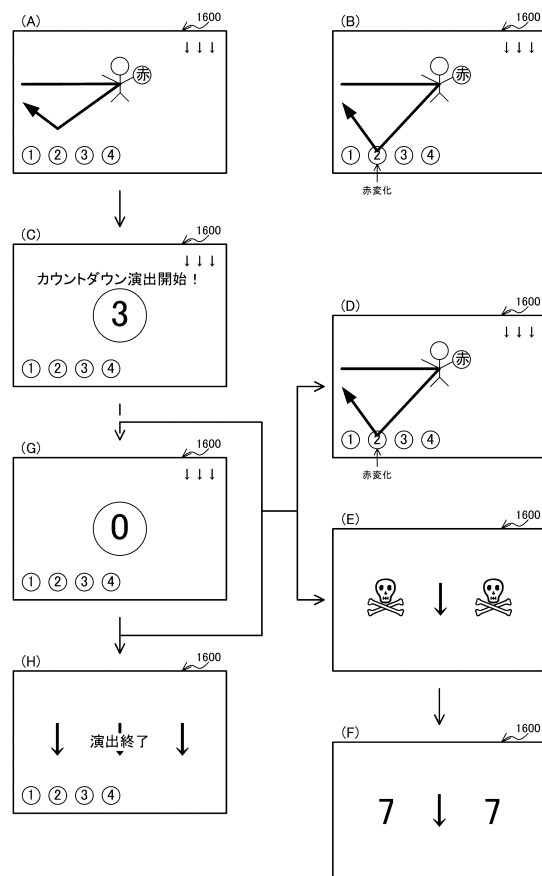 (A)
1600
↓ ↓ ↓
赤
① ② ③ ④
(B)
1600
↓ ↓ ↓
赤
① ② ③ ④
赤変化
(C)
1600
↓ ↓ ↓
カウントダウン演出開始！
3
① ② ③ ④
(D)
1600
↓ ↓ ↓
赤
① ② ③ ④
赤変化
(G)
1600
↓ ↓ ↓
0
① ② ③ ④
(E)
1600
↓
(H)
1600
↓ ↓ ↓
演出終了
① ② ③ ④
(F)
1600
7 ↓ 7